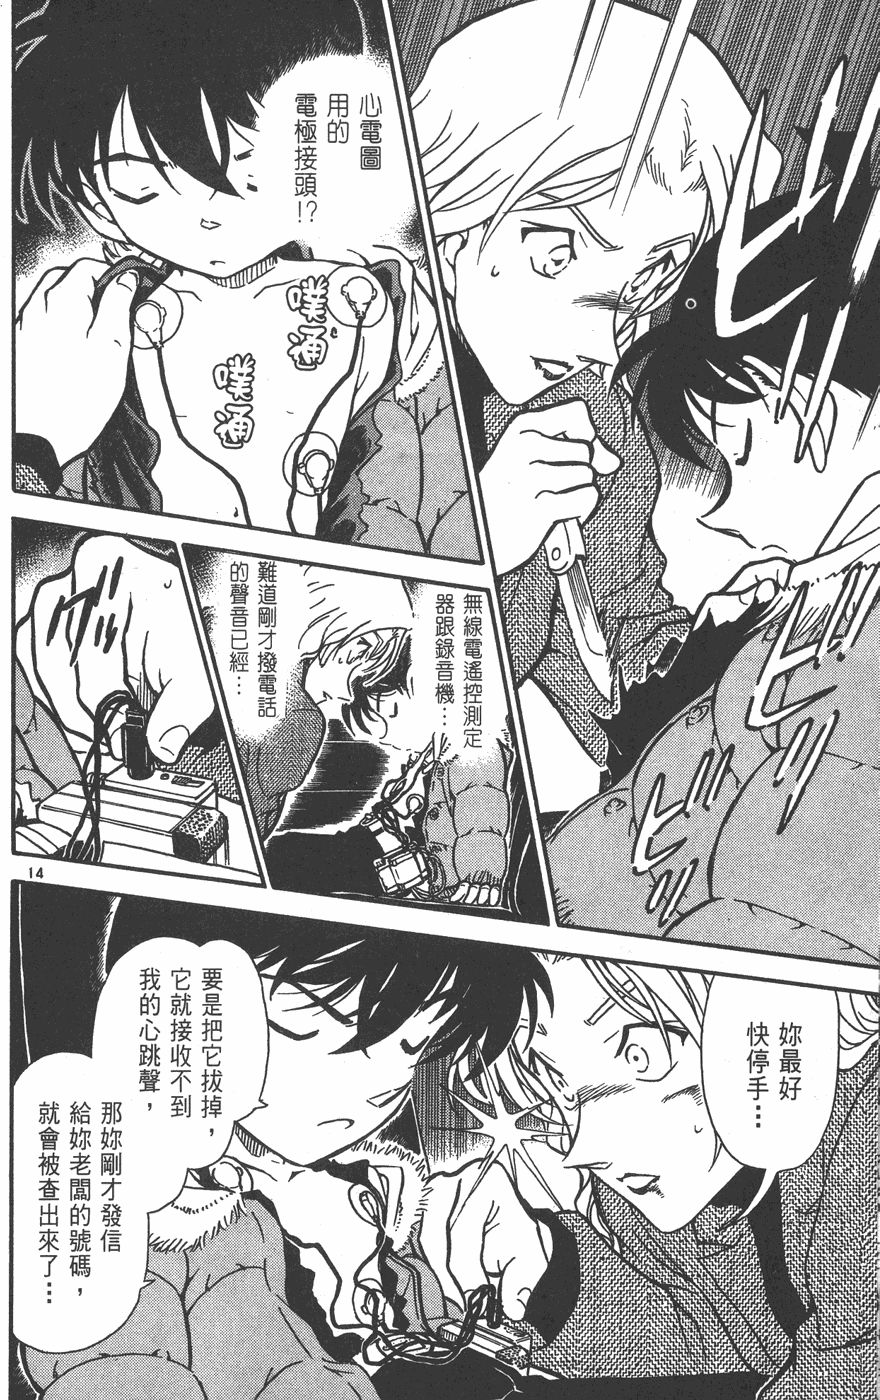 ビビ
ビビ
心電圖
用的
電極接頭!?
噗通
噗通
無線電遙控測定
器跟錄音機…
難道剛才撥電話
的聲音已經…
14
妳最好
快停手…
要是把它拔掉，
它就接收不到
我的心跳聲，
那妳剛才發信
給妳老闆的號碼，
就會被查出來了…